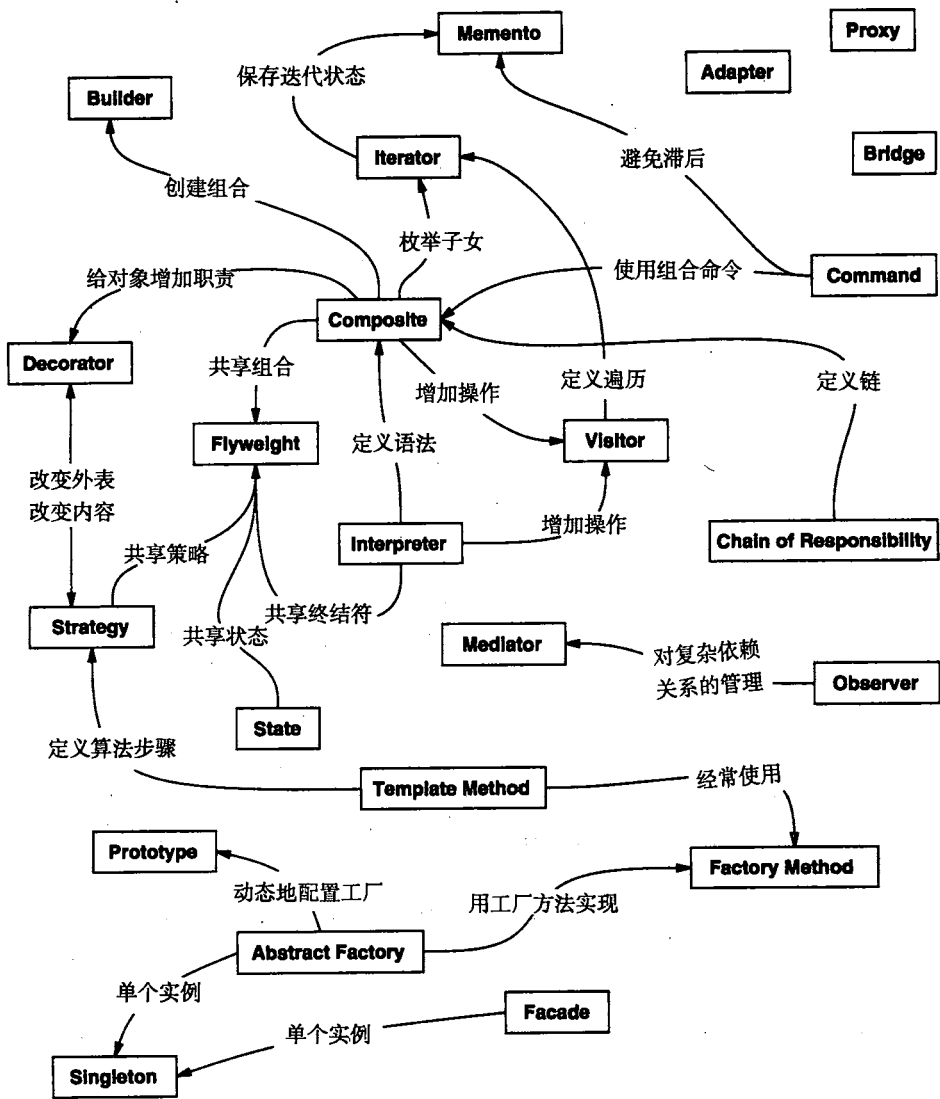 Proxy
Memento
Adapter
保存迭代状态
Builder
Iterator
避免滞后
Bridge
创建组合
枚举子女
给对象增加职责
使用组合命令
Command
Composite
Decorator
共享组合
增加操作
定义遍历
定义链
Flyweight
定义语法
Visitor
改变外表
改变内容
共享策略
Interpreter
增加操作
Chain of Responsibility
Strategy
共享状态
共享终结符
Mediator
对复杂依赖
关系的管理
Observer
State
定义算法步骤
Template Method
经常使用
Prototype
Factory Method
动态地配置工厂
用工厂方法实现
Abstract Factory
单个实例
Facade
单个实例
Singleton